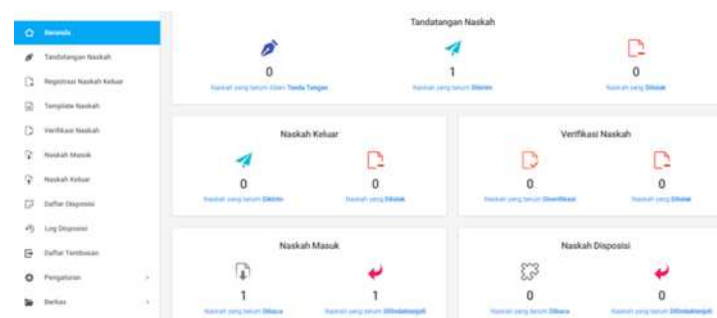 Beranda
Tandatangan Naskah
Registrasi Naskah Keluar
Template Naskah
Verifikasi Naskah
Naskah Masuk
Naskah Keluar
Daftar Disposisi
Log Disposisi
Daftar Tembusan
Pengaturan
Berkas
Tandatangan Naskah
0 1 0
Naskah yang belum diberi Tanda Tangan Naskah yang belum Dikirim Naskah yang Ditolak
Naskah Keluar
0 0
Naskah yang belum Dikirim Naskah yang Ditolak
Verifikasi Naskah
0 0
Naskah yang belum Diverifikasi Naskah yang Ditolak
Naskah Masuk
1 1
Naskah yang belum Dibaca Naskah yang belum Ditindaklanjuti
Naskah Disposisi
0 0
Naskah yang belum Dibaca Naskah yang belum Ditindaklanjuti